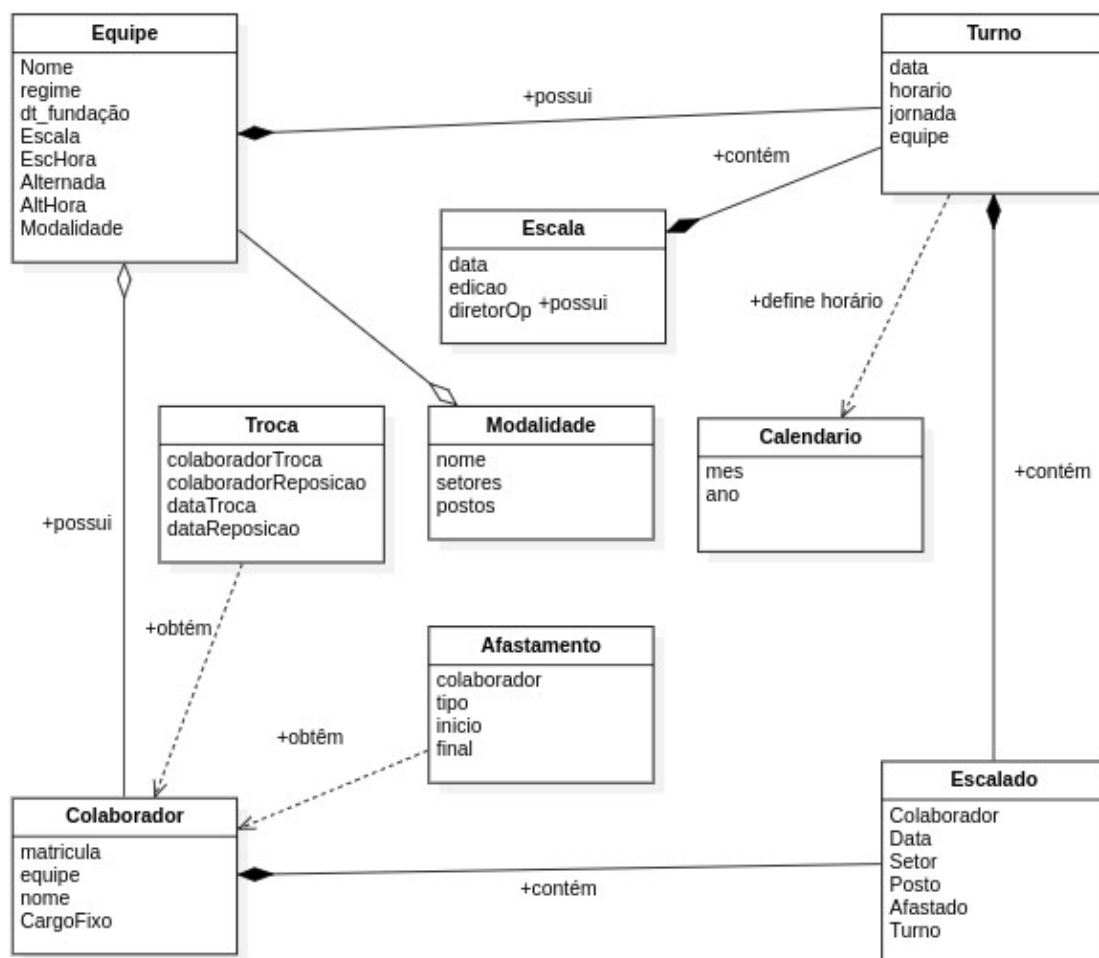 Equipe
Nome
regime
dt_fundação
Escala
EscHora
Alternada
AltHora
Modalidade
+possui
Turno
data
horario
jornada
equipe
+contém
Escala
data
edicao
diretorOp
+possui
+define horário
Troca
colaboradorTroca
colaboradorReposicao
dataTroca
dataReposicao
Modalidade
nome
setores
postos
Calendario
mes
ano
+contém
+possui
+obtém
Afastamento
colaborador
tipo
inicio
final
+obtêm
Colaborador
matricula
equipe
nome
CargoFixo
+contém
Escalado
Colaborador
Data
Setor
Posto
Afastado
Turno